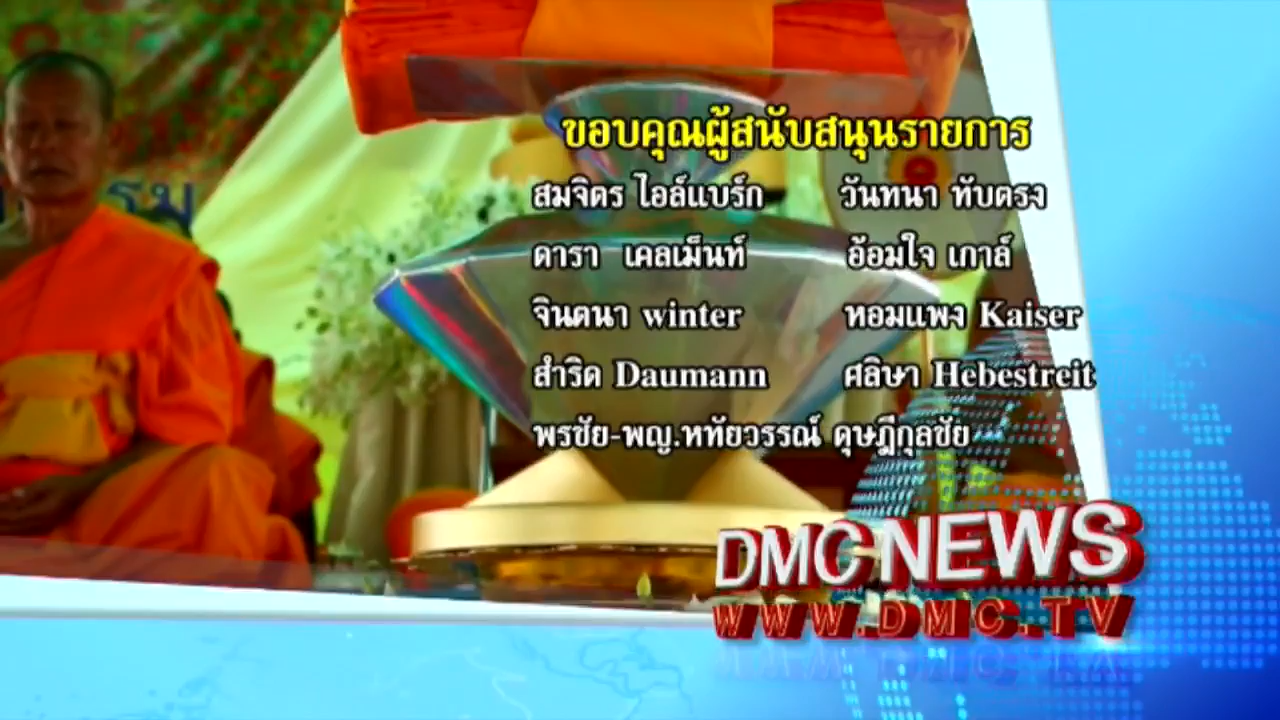 ขอบคุณผู้สนับสนุนรายการ
สมจิตร ไอล์แบร์ก วันทนา ทับตรง
ดารา เคลเม็นท์ อ้อมใจ เกาล์
จินตนา winter หอมแพง Kaiser
สำริด Daumann ศลิษา Hebestreit
พรชัย-พญ.หทัยวรรณ์ ดุษฎีกุลชัย
รรม
DMC NEWS
WWW.DMC.TV